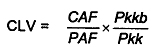 CLV = CAF/PAF × Pkkb/Pkk